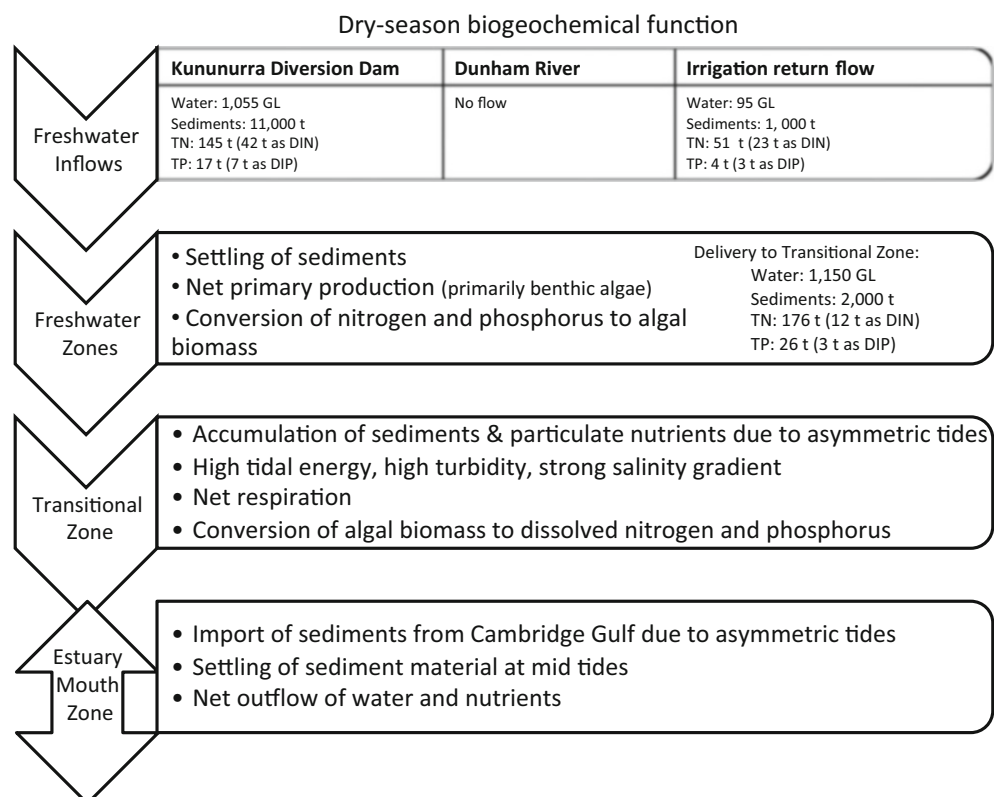 Dry-season biogeochemical function
Freshwater
Inflows
Kununurra Diversion Dam
Water: 1,055 GL
Sediments: 11,000 t
TN: 145 t (42 t as DIN)
TP: 17 t (7 t as DIP)
Dunham River
No flow
Irrigation return flow
Water: 95 GL
Sediments: 1, 000 t
TN: 51 t (23 t as DIN)
TP: 4 t (3 t as DIP)
Freshwater
Zones
• Settling of sediments
• Net primary production (primarily benthic algae)
• Conversion of nitrogen and phosphorus to algal
biomass
Delivery to Transitional Zone:
Water: 1,150 GL
Sediments: 2,000 t
TN: 176 t (12 t as DIN)
TP: 26 t (3 t as DIP)
Transitional
Zone
• Accumulation of sediments & particulate nutrients due to asymmetric tides
• High tidal energy, high turbidity, strong salinity gradient
• Net respiration
• Conversion of algal biomass to dissolved nitrogen and phosphorus
Estuary
Mouth
Zone
• Import of sediments from Cambridge Gulf due to asymmetric tides
• Settling of sediment material at mid tides
• Net outflow of water and nutrients